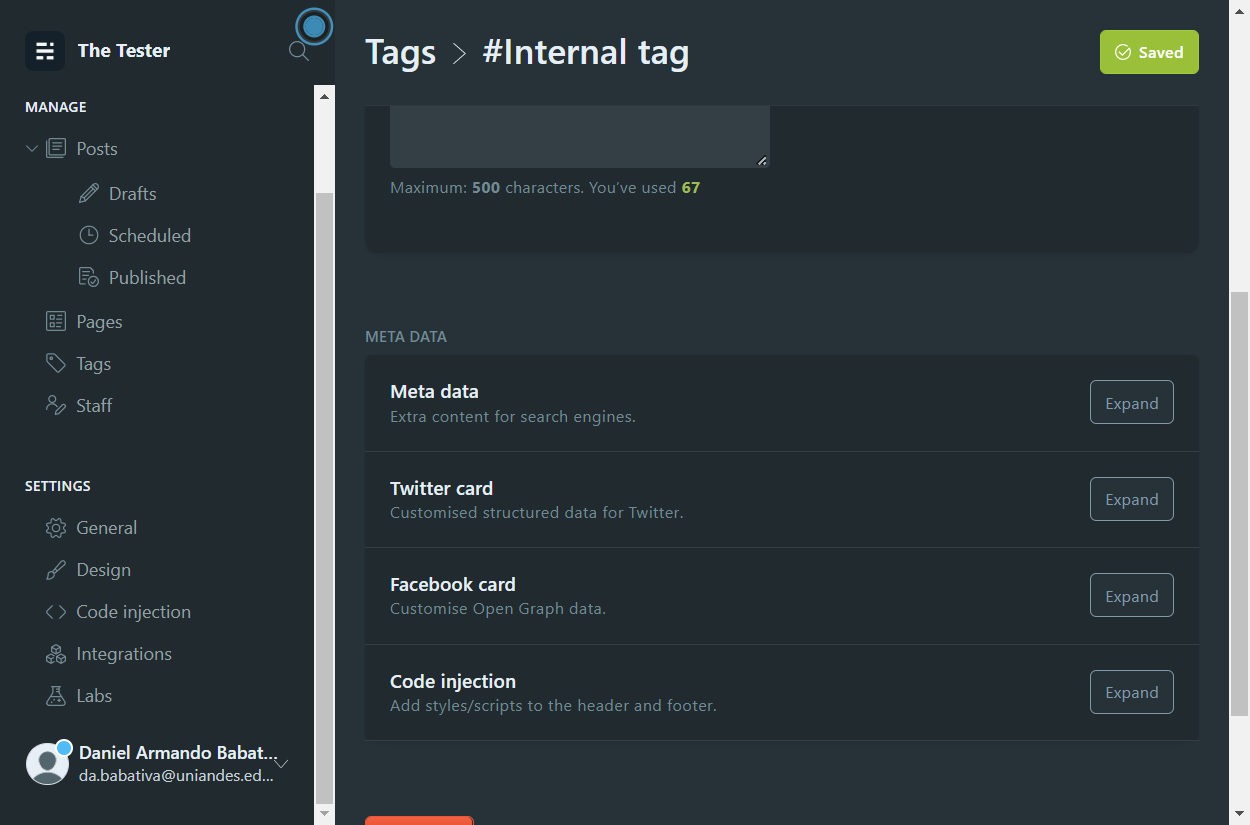 The Tester
MANAGE
Posts
Drafts
Scheduled
Published
Pages
Tags
Staff
SETTINGS
General
Design
Code injection
Integrations
Labs
Daniel Armando Babat...
da.babativa@uniandes.ed...
Tags > #Internal tag
Saved
Maximum: 500 characters. You’ve used 67
META DATA
Meta data
Extra content for search engines.
Expand
Twitter card
Customised structured data for Twitter.
Expand
Facebook card
Customise Open Graph data.
Expand
Code injection
Add styles/scripts to the header and footer.
Expand